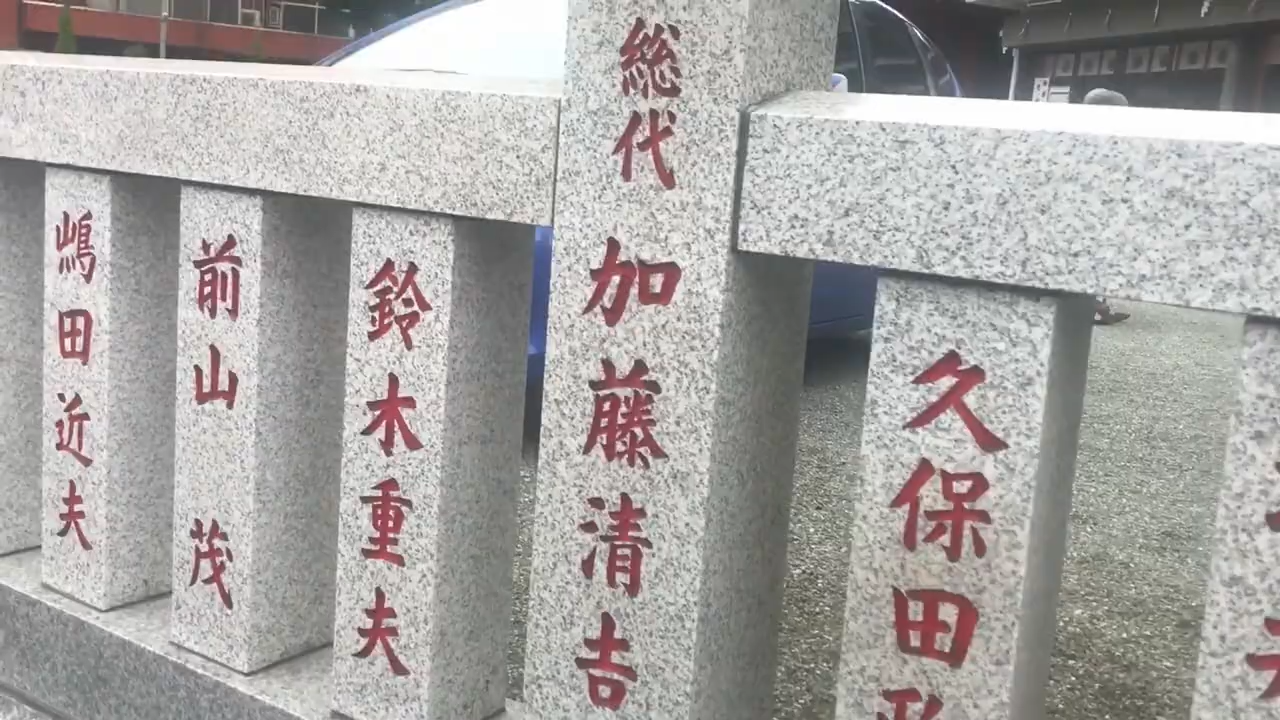 嶋田近夫
前山茂
鈴木重夫
総代 加藤清吉
久保田